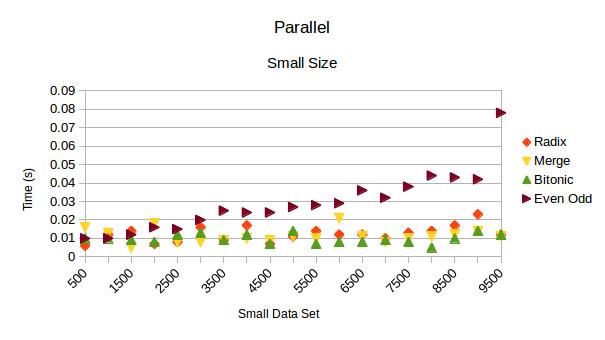 Parallel
Small Size
0.09
0.08
0.07
0.06
0.05
0.04
0.03
0.02
0.01
0
Time (s)
500
1500
2500
3500
4500
5500
6500
7500
8500
9500
Small Data Set
Radix
Merge
Bitonic
Even Odd